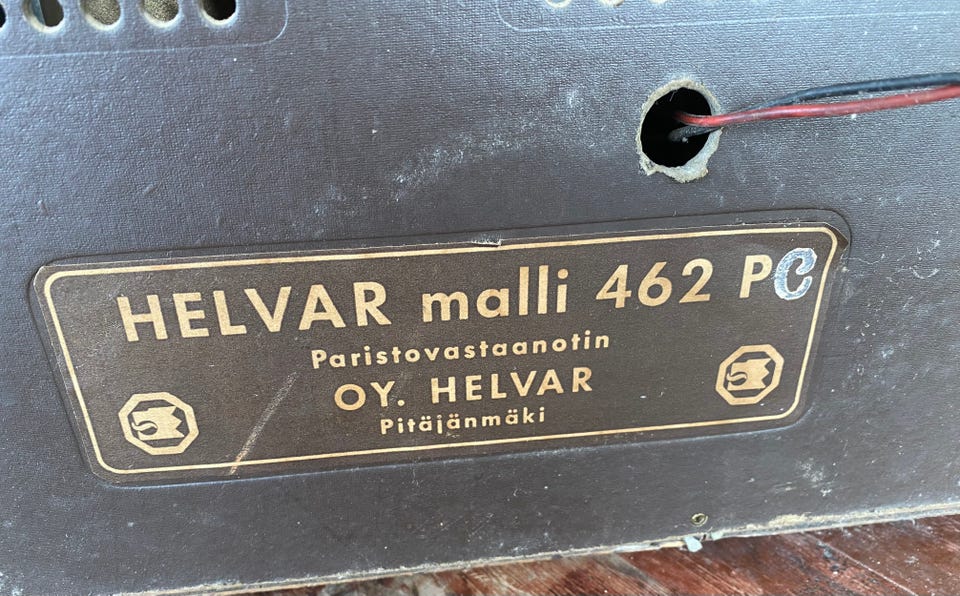 HELVAR malli 462 PC
Paristovastaanotin
OY. HELVAR
Pitäjänmäki